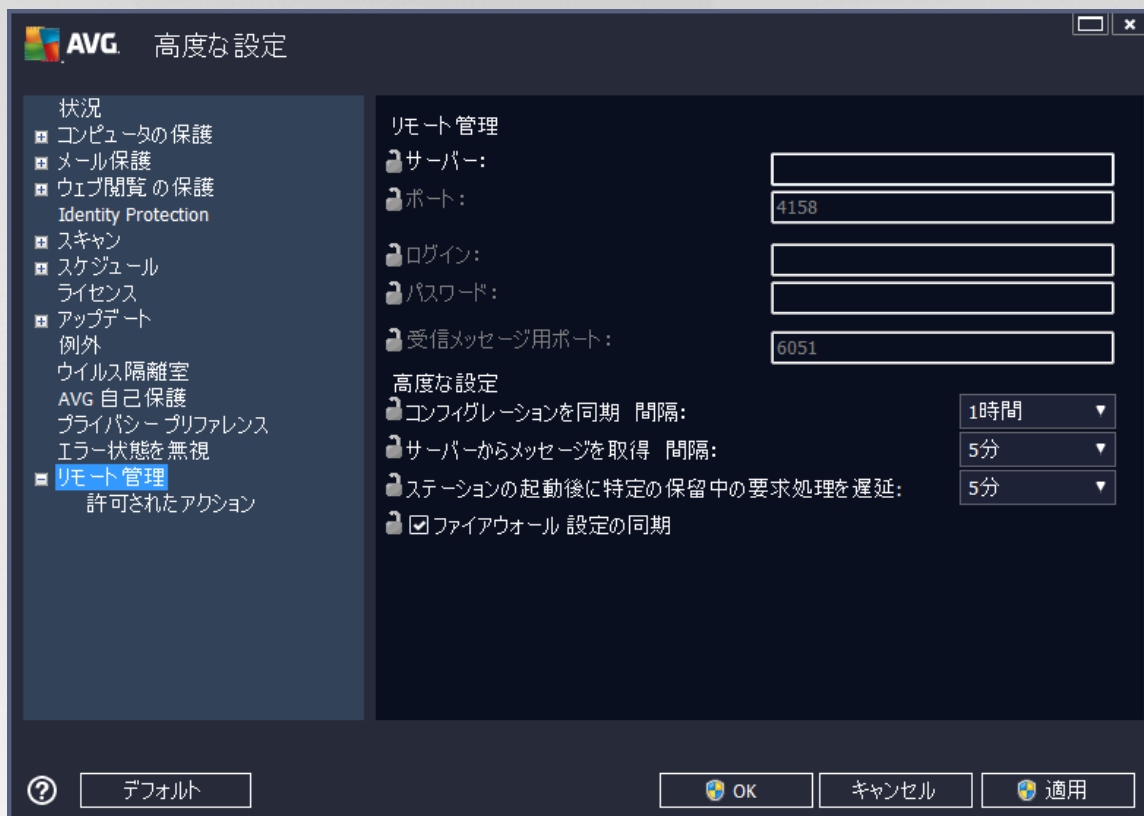 AVG. 高度な設定
状況
コンピュータの保護
メール保護
ウェブ閲覧 の保護
Identity Protection
スキャン
スケジュール
ライセンス
アップデート
例外
ウイルス隔離室
AVG 自己保護
プライバシー プリファレンス
エラー状態を無視
リモート管理
許可されたアクション
リモート管理
サーバー:
ポート: 4158
ログイン:
パスワード:
受信メッセージ用ポート: 6051
高度な設定
コンフィグレーションを同期 間隔: 1時間
サーバーからメッセージを取得 間隔: 5分
ステーションの起動後に特定の保留中の要求処理を遅延: 5分
ファイアウォール 設定の同期
デフォルト OK キャンセル 適用